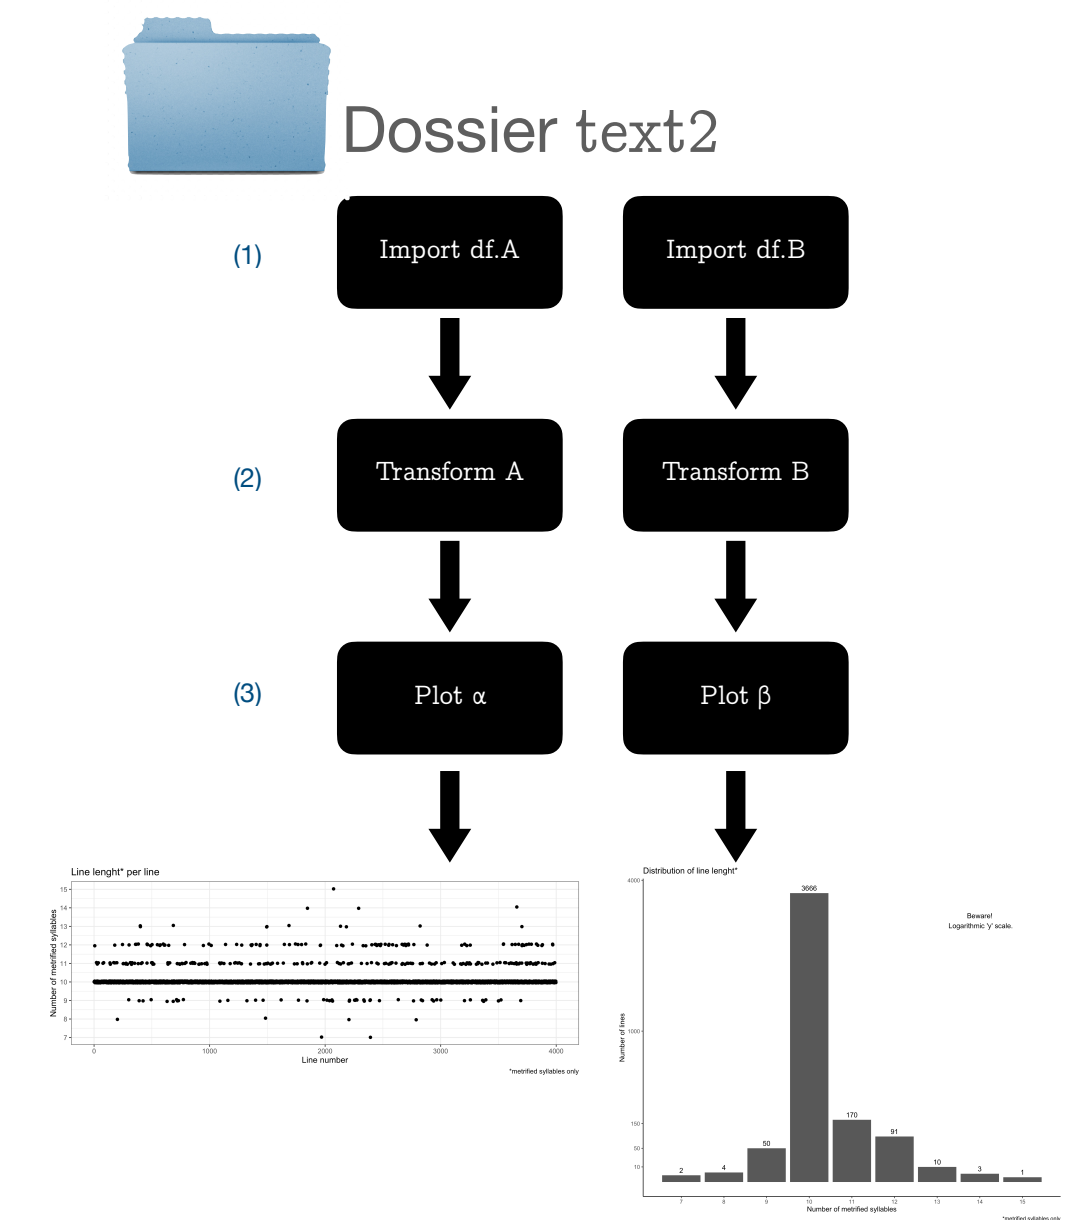 Dossier text2
(1)
Import df.A
Import df.B
(2)
Transform A
Transform B
(3)
Plot α
Plot β
Line lenght* per line
Number of metrified syllables
15
14
13
12
11
10
9
8
7
0
1000
2000
3000
4000
Line number
*metrified syllables only
Distribution of line lenght*
Beware!
Logarithmic 'y' scale.
Number of lines
4000
1000
150
50
10
2
4
50
3666
170
91
10
3
1
7
8
9
10
11
12
13
14
15
Number of metrified syllables
*metrified syllables only